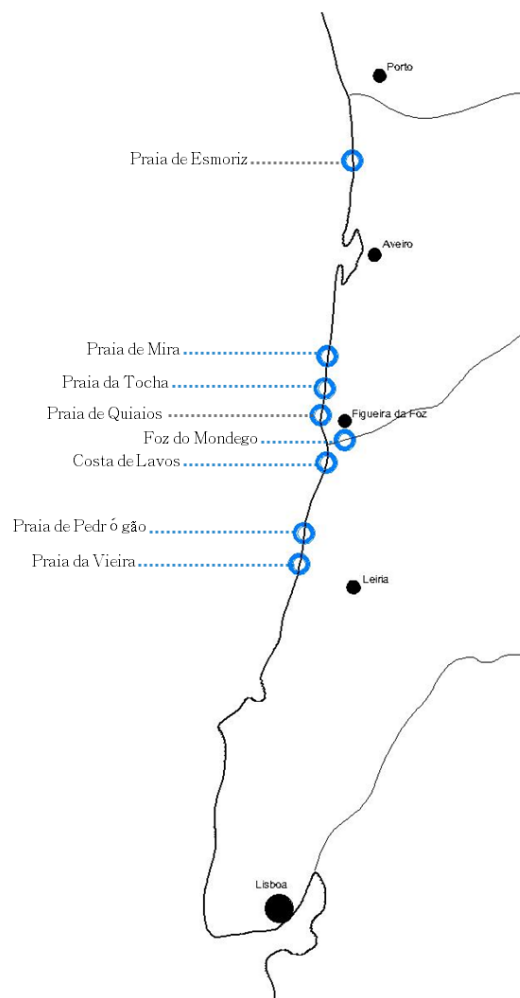 Porto
Praia de Esmoriz
Aveiro
Praia de Mira
Praia da Tocha
Praia de Quiaios
Figueira da Foz
Foz do Mondego
Costa de Lavos
Praia de Pedrógão
Praia da Vieira
Leiria
Lisboa